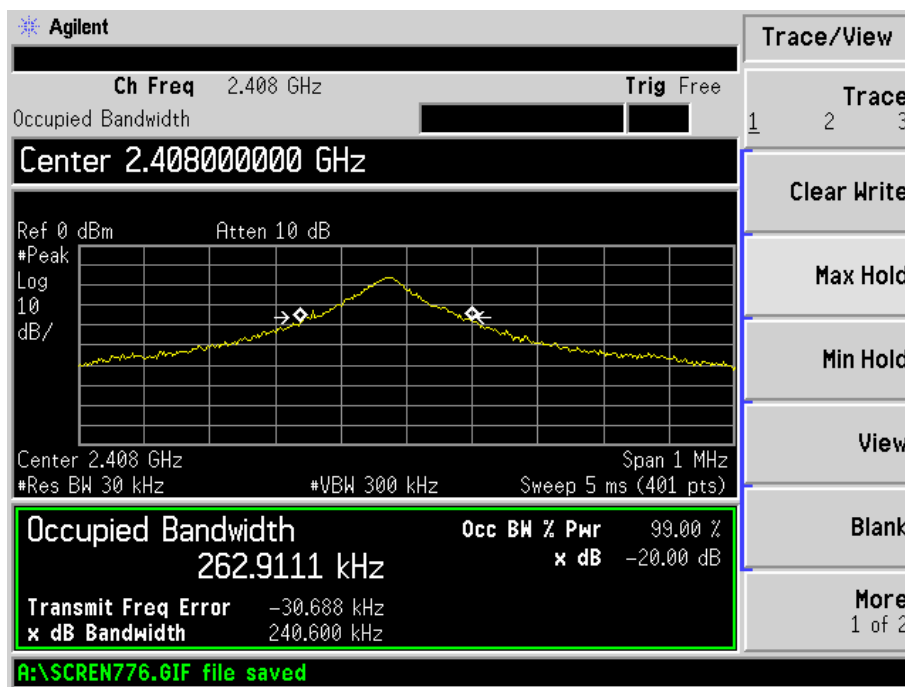 Agilent
Trace/View
Ch Freq 2.408 GHz Trig Free
Occupied Bandwidth
Trace
1 2 3
Center 2.408000000 GHz
Clear Write
Ref 0 dBm Atten 10 dB
#Peak
Log
10
dB/
Max Hold
Min Hold
View
Center 2.408 GHz Span 1 MHz
#Res BW 30 kHz #VBW 300 kHz Sweep 5 ms (401 pts)
Blank
Occupied Bandwidth Occ BW % Pwr 99.00 %
262.9111 kHz x dB -20.00 dB
Transmit Freq Error -30.688 kHz
x dB Bandwidth 240.600 kHz
More
1 of 2
A:\SCREN776.GIF file saved